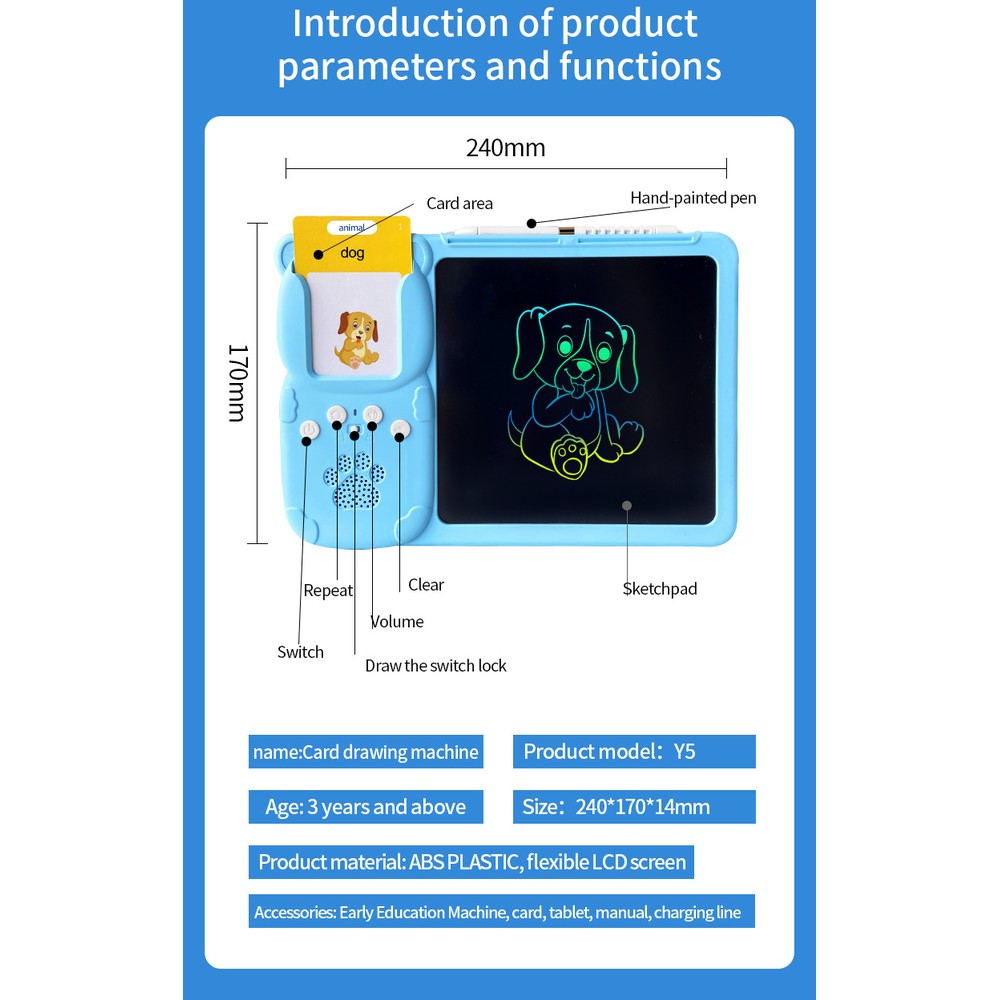 Introduction of product
parameters and functions
240mm
Card area
Hand-painted pen
animal
1
dog
170mm
Repeat
Clear
Sketchpad
Volume
Switch
Draw the switch lock
name:Card drawing machine
Product model: Y5
Age: 3 years and above
Size: 240*170*14mm
Product material: ABS PLASTIC, flexible LCD screen
Accessories: Early Education Machine, card, tablet, manual, charging line